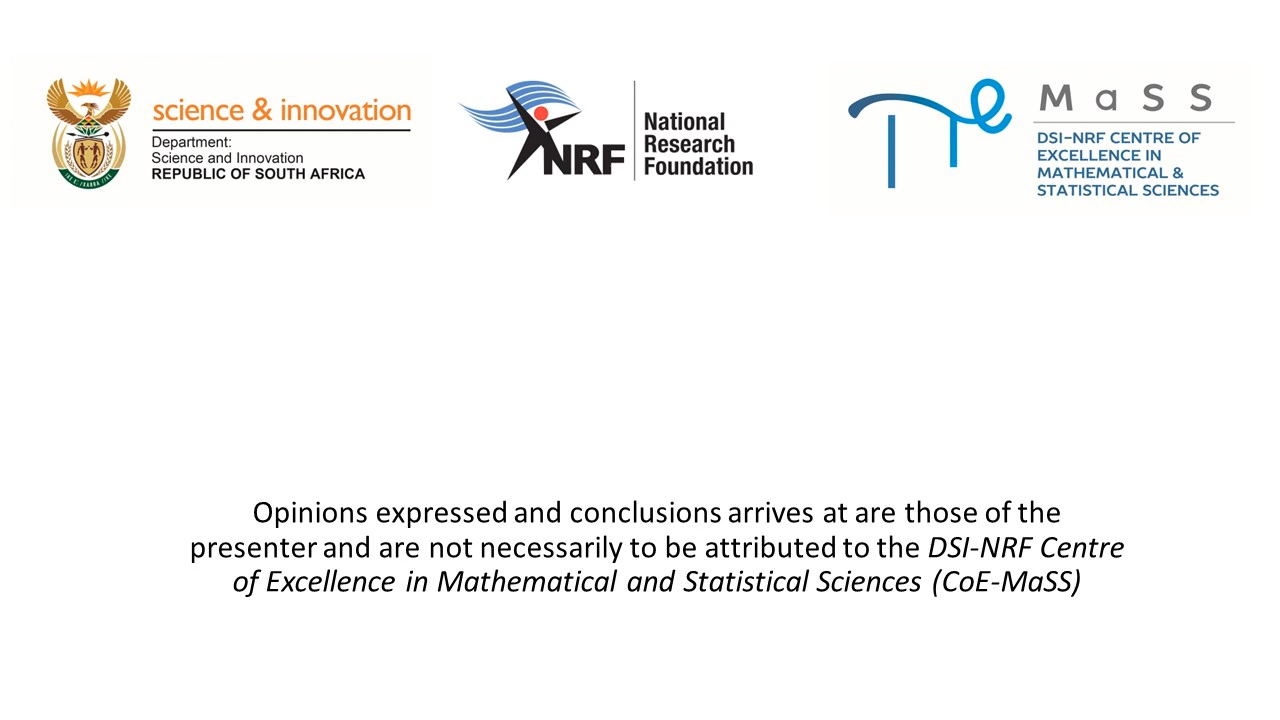 science & innovation
Department:
Science and Innovation
REPUBLIC OF SOUTH AFRICA
NRF
National
Research
Foundation
MaSS
DSI-NRF CENTRE OF
EXCELLENCE IN
MATHEMATICAL &
STATISTICAL SCIENCES
Opinions expressed and conclusions arrives at are those of the
presenter and are not necessarily to be attributed to the DSI-NRF Centre
of Excellence in Mathematical and Statistical Sciences (CoE-MaSS)